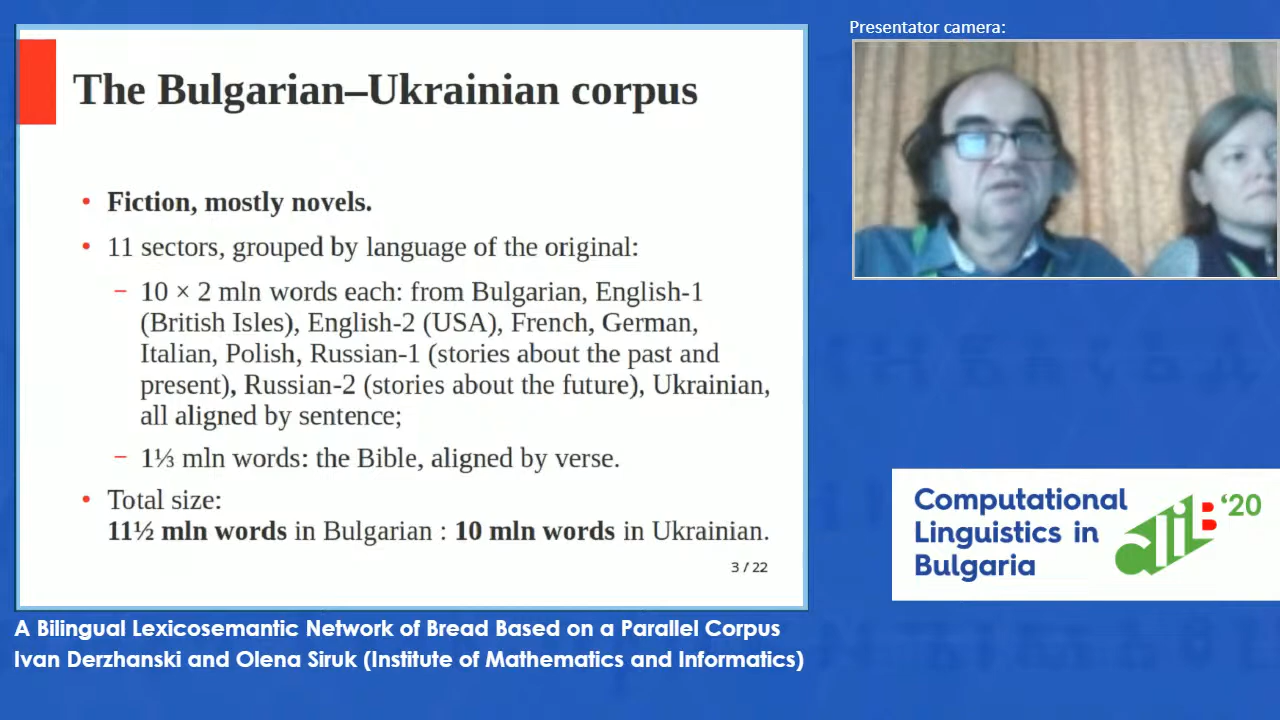 The Bulgarian–Ukrainian corpus
• Fiction, mostly novels.
• 11 sectors, grouped by language of the original:
– 10 × 2 mln words each: from Bulgarian, English-1
(British Isles), English-2 (USA), French, German,
Italian, Polish, Russian-1 (stories about the past and
present), Russian-2 (stories about the future), Ukrainian,
all aligned by sentence;
– 1⅓ mln words: the Bible, aligned by verse.
• Total size:
11½ mln words in Bulgarian : 10 mln words in Ukrainian.
3 / 22
Presentator camera:
Computational
Linguistics in
Bulgaria
clib '20
A Bilingual Lexicosemantic Network of Bread Based on a Parallel Corpus
Ivan Derzhanski and Olena Siruk (Institute of Mathematics and Informatics)